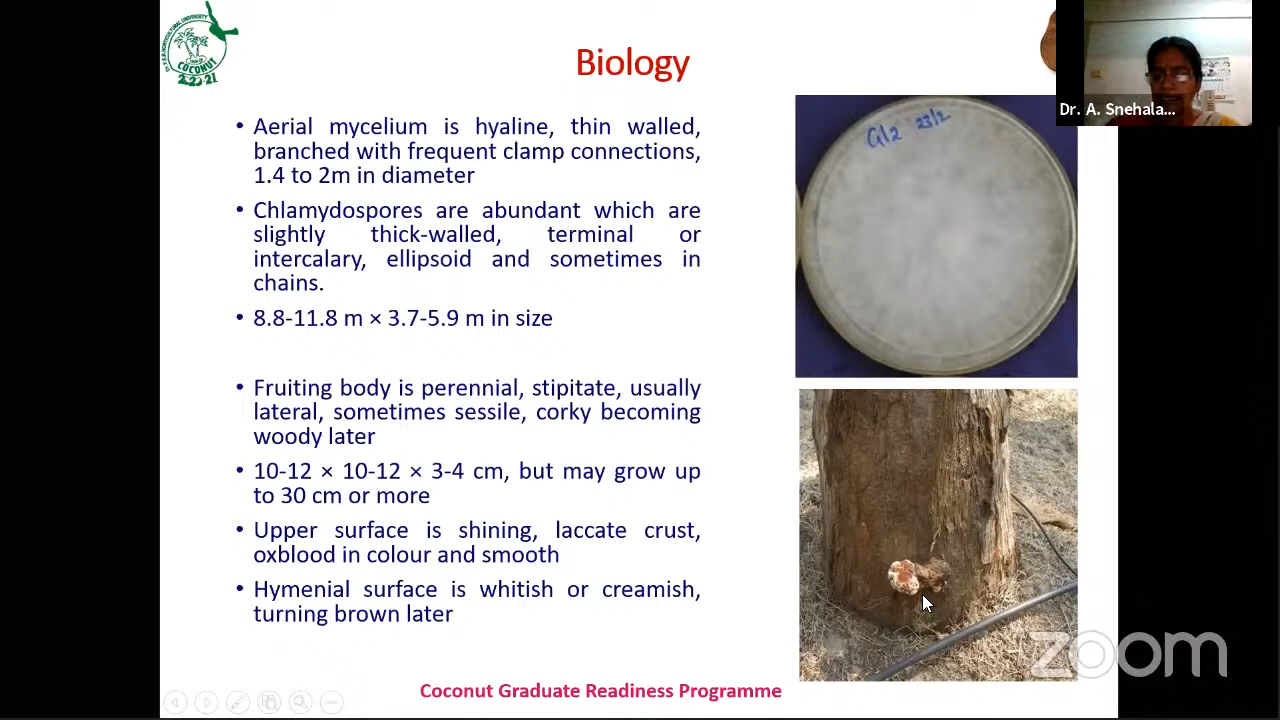 Biology
COCONUT
Dr. A. Snehala...
• Aerial mycelium is hyaline, thin walled,
branched with frequent clamp connections,
1.4 to 2m in diameter
• Chlamydospores are abundant which are
slightly thick-walled, terminal or
intercalary, ellipsoid and sometimes in
chains.
• 8.8-11.8 m × 3.7-5.9 m in size
• Fruiting body is perennial, stipitate, usually
lateral, sometimes sessile, corky becoming
woody later
• 10-12 × 10-12 × 3-4 cm, but may grow up
to 30 cm or more
• Upper surface is shining, laccate crust,
oxblood in colour and smooth
• Hymenial surface is whitish or creamish,
turning brown later
23/2
zoom
Coconut Graduate Readiness Programme